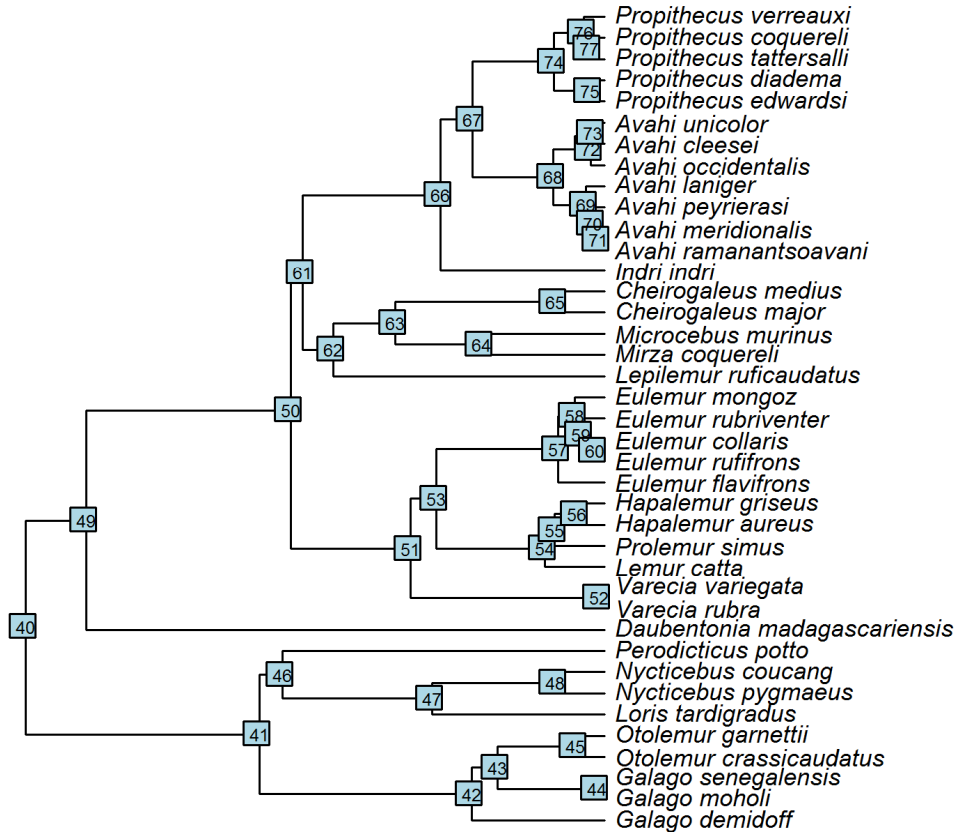 Propithecus verreauxi
76
Propithecus coquereli
77
Propithecus tattersalli
74
Propithecus diadema
75
Propithecus edwardsi
67
Avahi unicolor
73
Avahi cleesei
72
Avahi occidentalis
68
Avahi laniger
66
69
Avahi peyrierasi
70
Avahi meridionalis
71
Avahi ramanantsoavani
61
Indri indri
Cheirogaleus medius
65
Cheirogaleus major
63
Microcebus murinus
64
62
Mirza coquereli
Lepilemur ruficaudatus
Eulemur mongoz
50
58
Eulemur rubriventer
59
Eulemur collaris
57
60
Eulemur rufifrons
Eulemur flavifrons
53
Hapalemur griseus
56
49
Hapalemur aureus
55
51
54
Prolemur simus
Lemur catta
Varecia variegata
52
Varecia rubra
40
Daubentonia madagascariensis
Perodicticus potto
46
Nycticebus coucang
48
Nycticebus pygmaeus
47
Loris tardigradus
41
Otolemur garnettii
45
Otolemur crassicaudatus
43
Galago senegalensis
44
42
Galago moholi
Galago demidoff